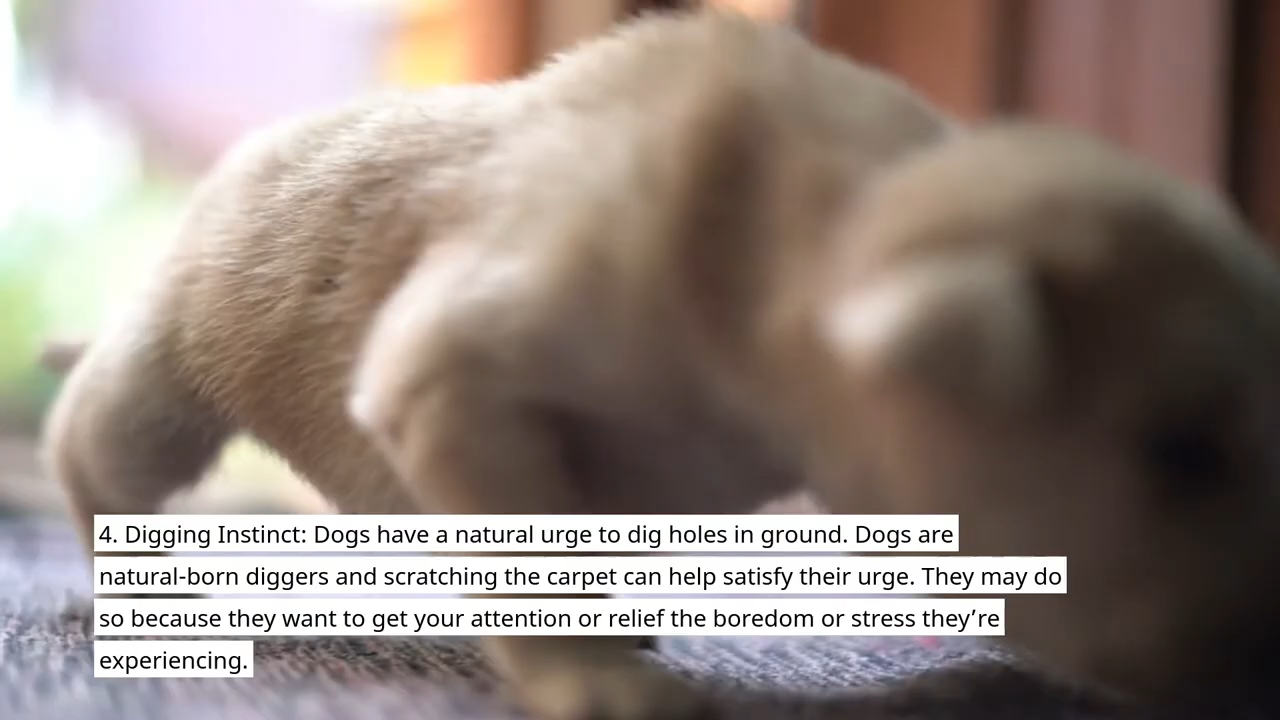 4. Digging Instinct: Dogs have a natural urge to dig holes in ground. Dogs are
natural-born diggers and scratching the carpet can help satisfy their urge. They may do
so because they want to get your attention or relief the boredom or stress they’re
experiencing.